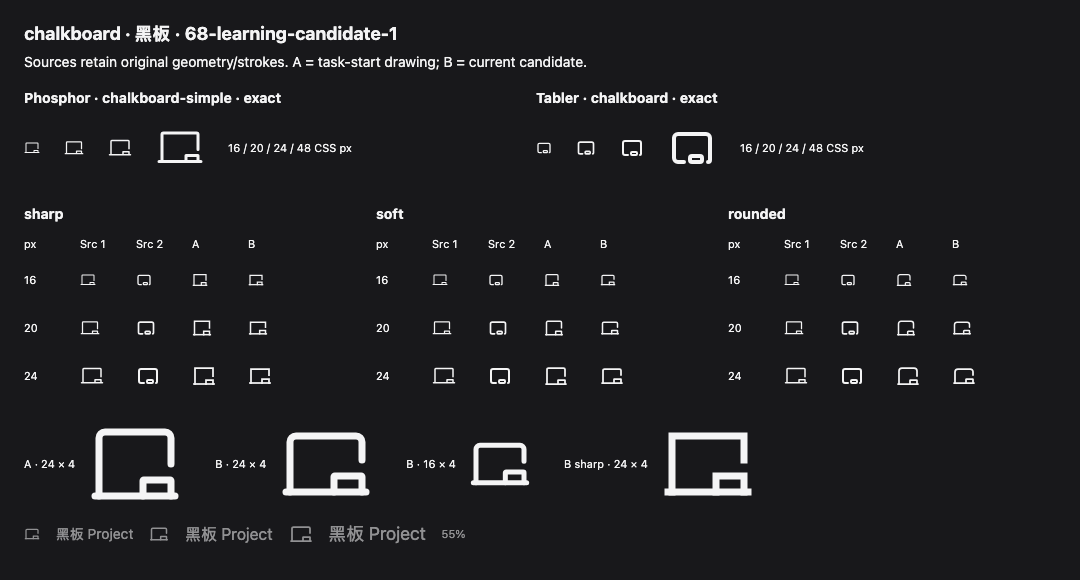 chalkboard · 黑板 · 68-learning-candidate-1
Sources retain original geometry/strokes. A = task-start drawing; B = current candidate.
Phosphor · chalkboard-simple · exact
Tabler · chalkboard · exact
16 / 20 / 24 / 48 CSS px
16 / 20 / 24 / 48 CSS px
sharp
soft
rounded
px Src 1 Src 2 A B
px Src 1 Src 2 A B
px Src 1 Src 2 A B
16
16
16
20
20
20
24
24
24
A · 24 × 4
B · 24 × 4
B · 16 × 4
B sharp · 24 × 4
黑板 Project
黑板 Project
黑板 Project
55%